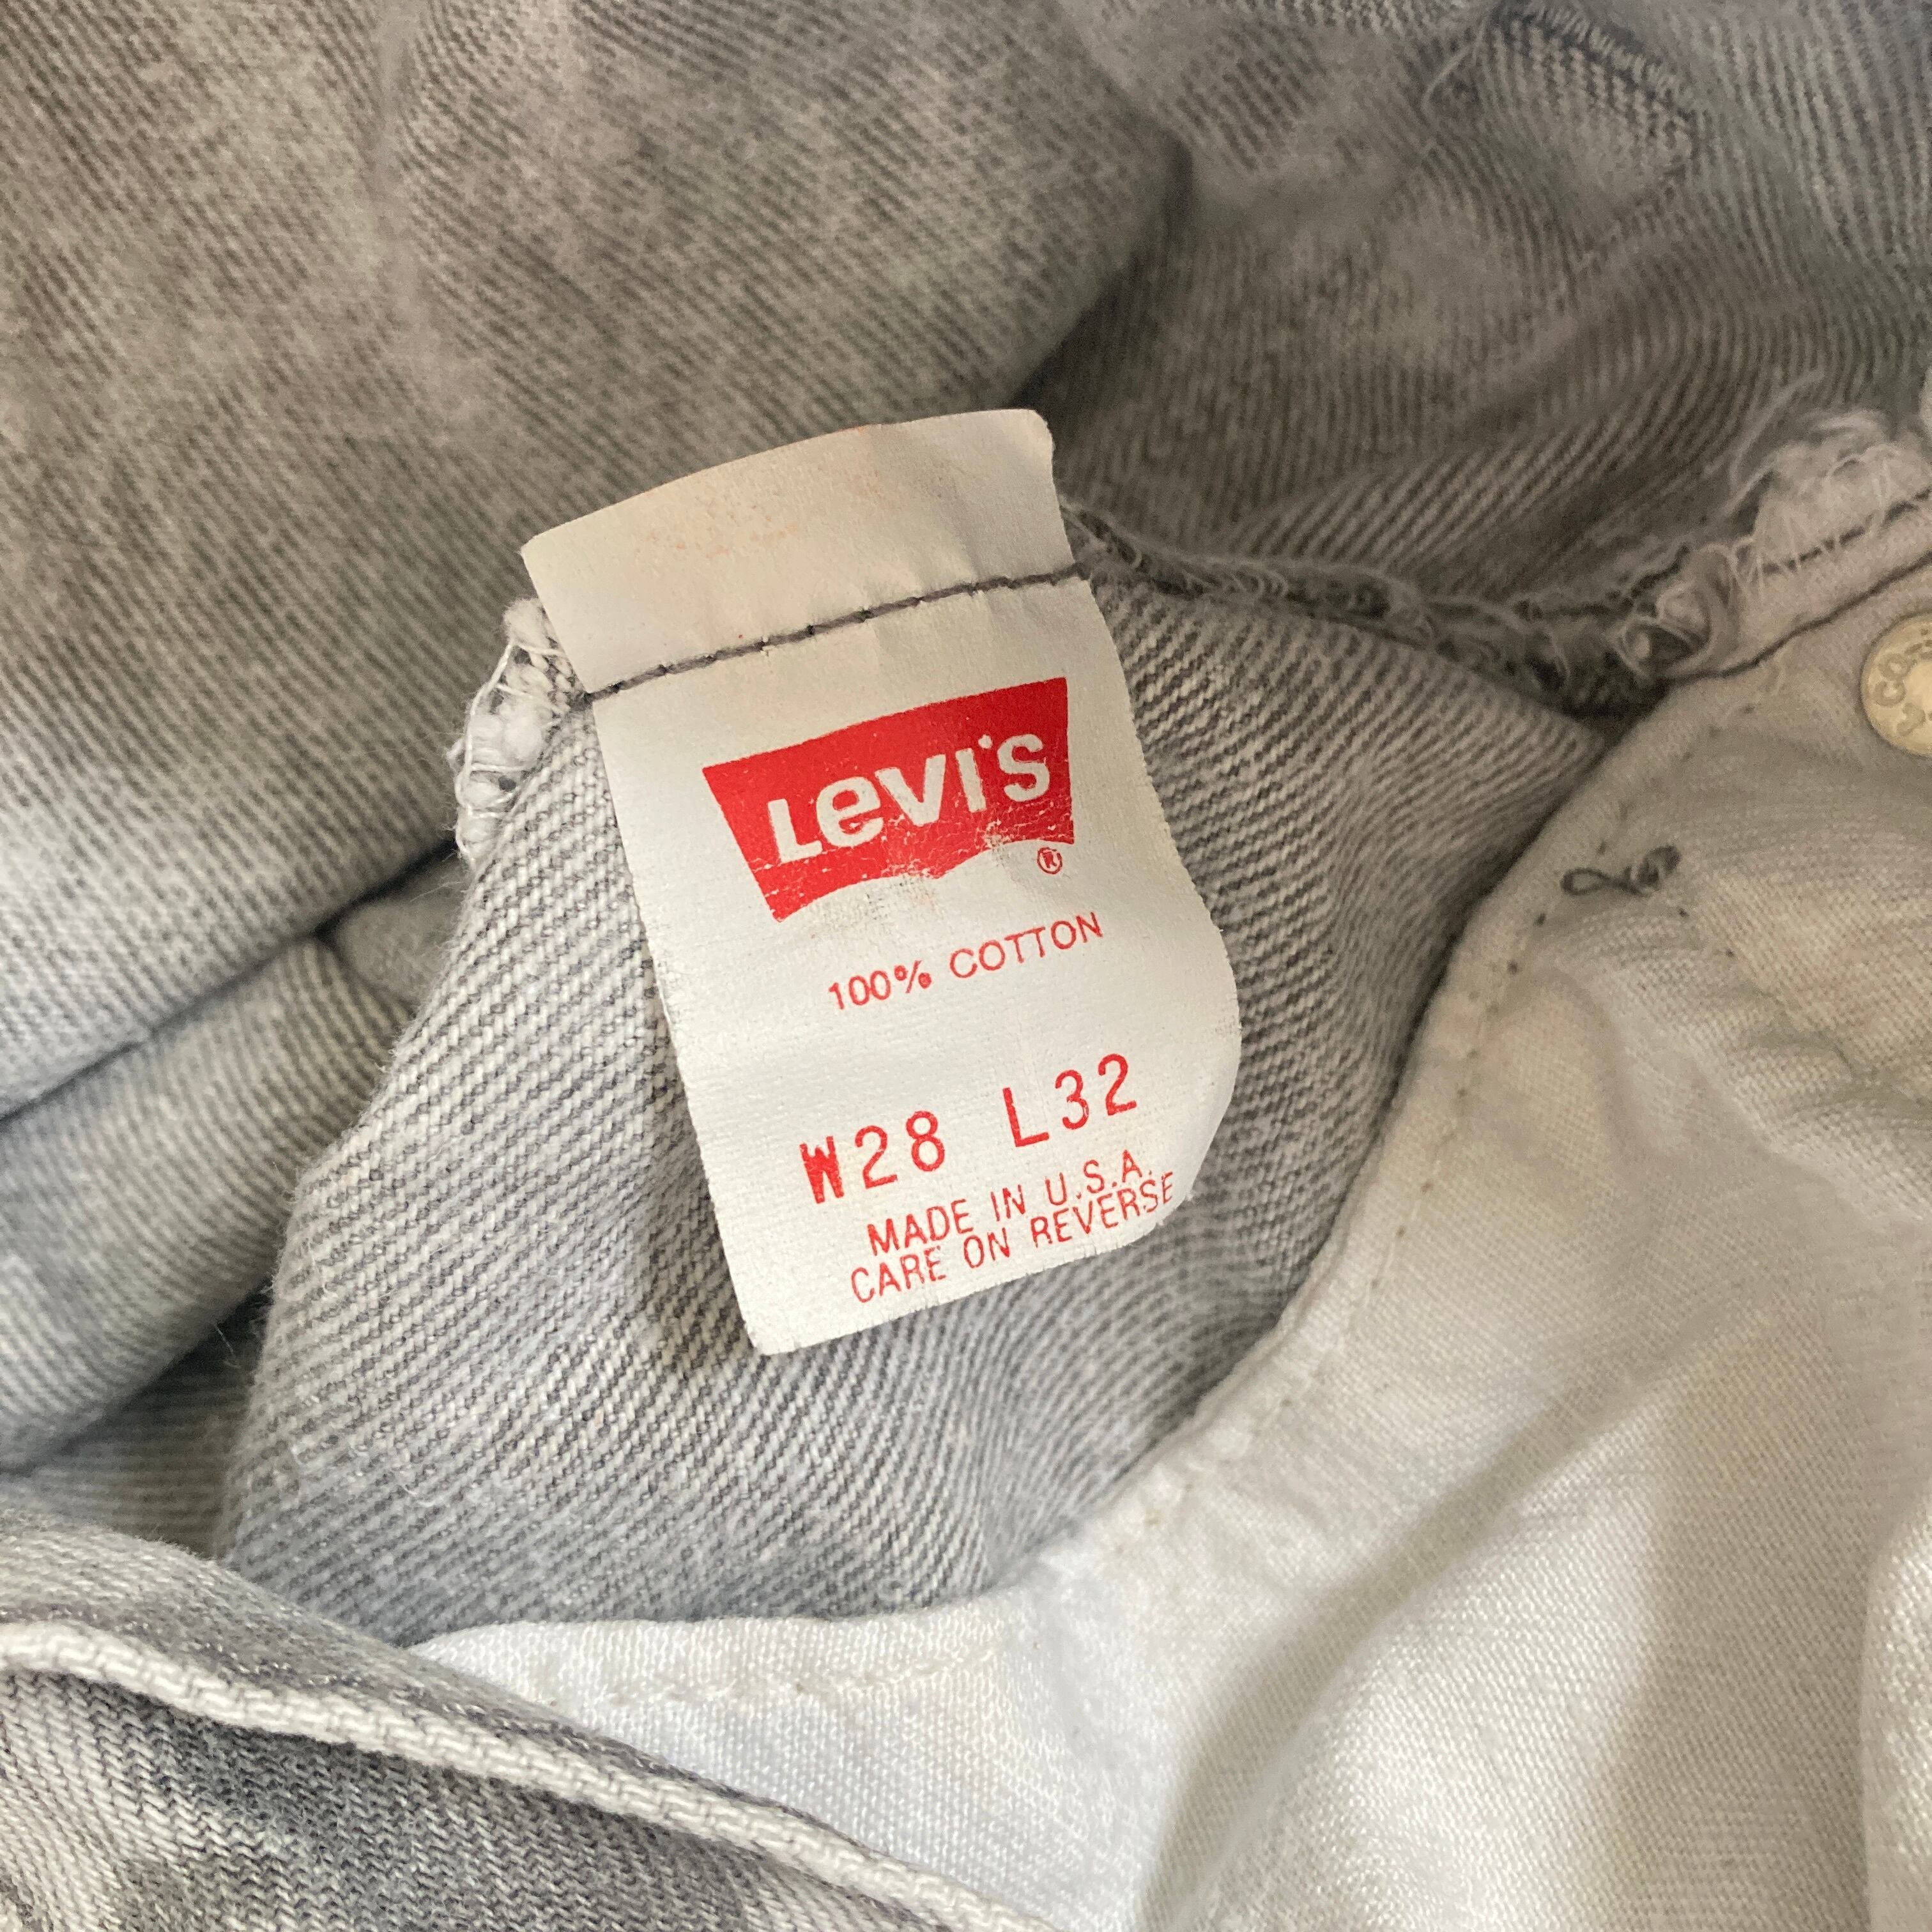 Levi's
®
100% COTTON
W28 L32
MADE IN U.S.A.
CARE ON REVERSE